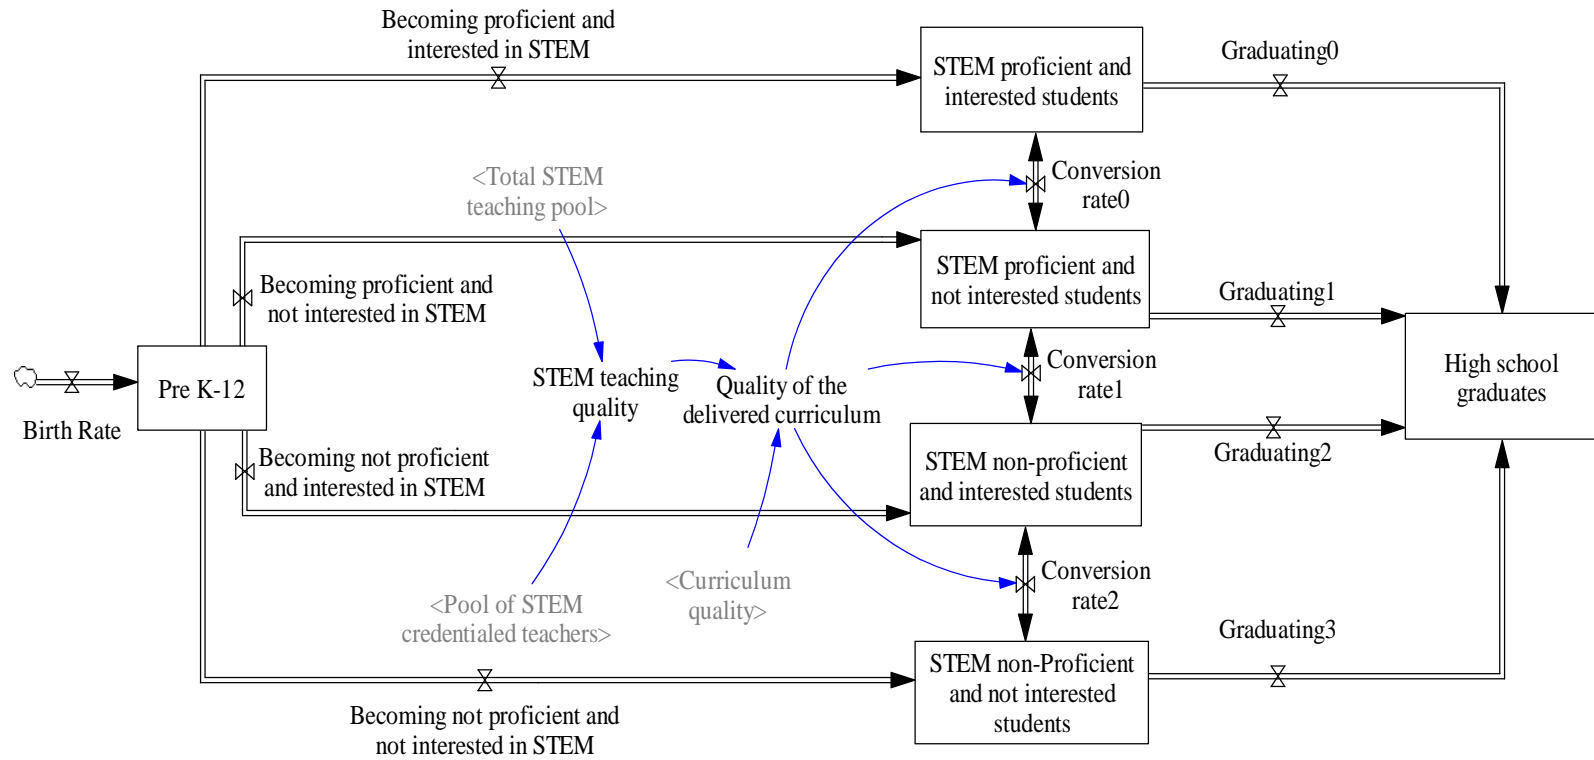 Becoming proficient and
interested in STEM
STEM proficient and
interested students
Graduating0
<Total STEM
teaching pool>
Conversion
rate0
Becoming proficient and
not interested in STEM
STEM proficient and
not interested students
Graduating1
Birth Rate
Pre K-12
STEM teaching
quality
Quality of the
delivered curriculum
Conversion
rate1
High school
graduates
Becoming not proficient
and interested in STEM
STEM non-proficient
and interested students
Graduating2
<Pool of STEM
credentialed teachers>
<Curriculum
quality>
Conversion
rate2
Becoming not proficient and
not interested in STEM
STEM non-Proficient
and not interested
students
Graduating3